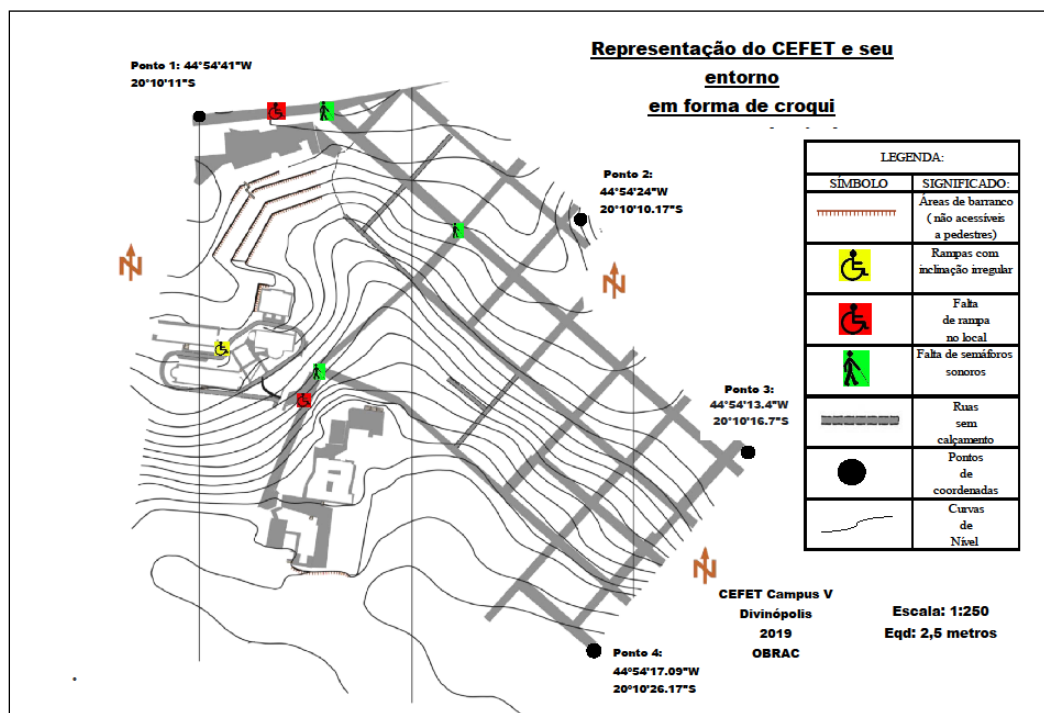 Representação do CEFET e seu
entorno
em forma de croqui
Ponto 1: 44°54'41"W
20°10'11"S
Ponto 2:
44°54'24"W
20°10'10.17"S
Ponto 3:
44°54'13.4"W
20°10'16.7"S
Ponto 4:
44°54'17.09"W
20°10'26.17"S
N
N
N
LEGENDA:
SÍMBOLO SIGNIFICADO:
Áreas de barranco
( não acessíveis
a pedestres)
Rampas com
inclinação irregular
Falta
de rampa
no local
Falta de semáforos
sonoros
Ruas
sem
calçamento
Pontos
de
coordenadas
Curvas
de
Nível
CEFET Campus V
Divinópolis
2019
OBRAC
Escala: 1:250
Eqd: 2,5 metros